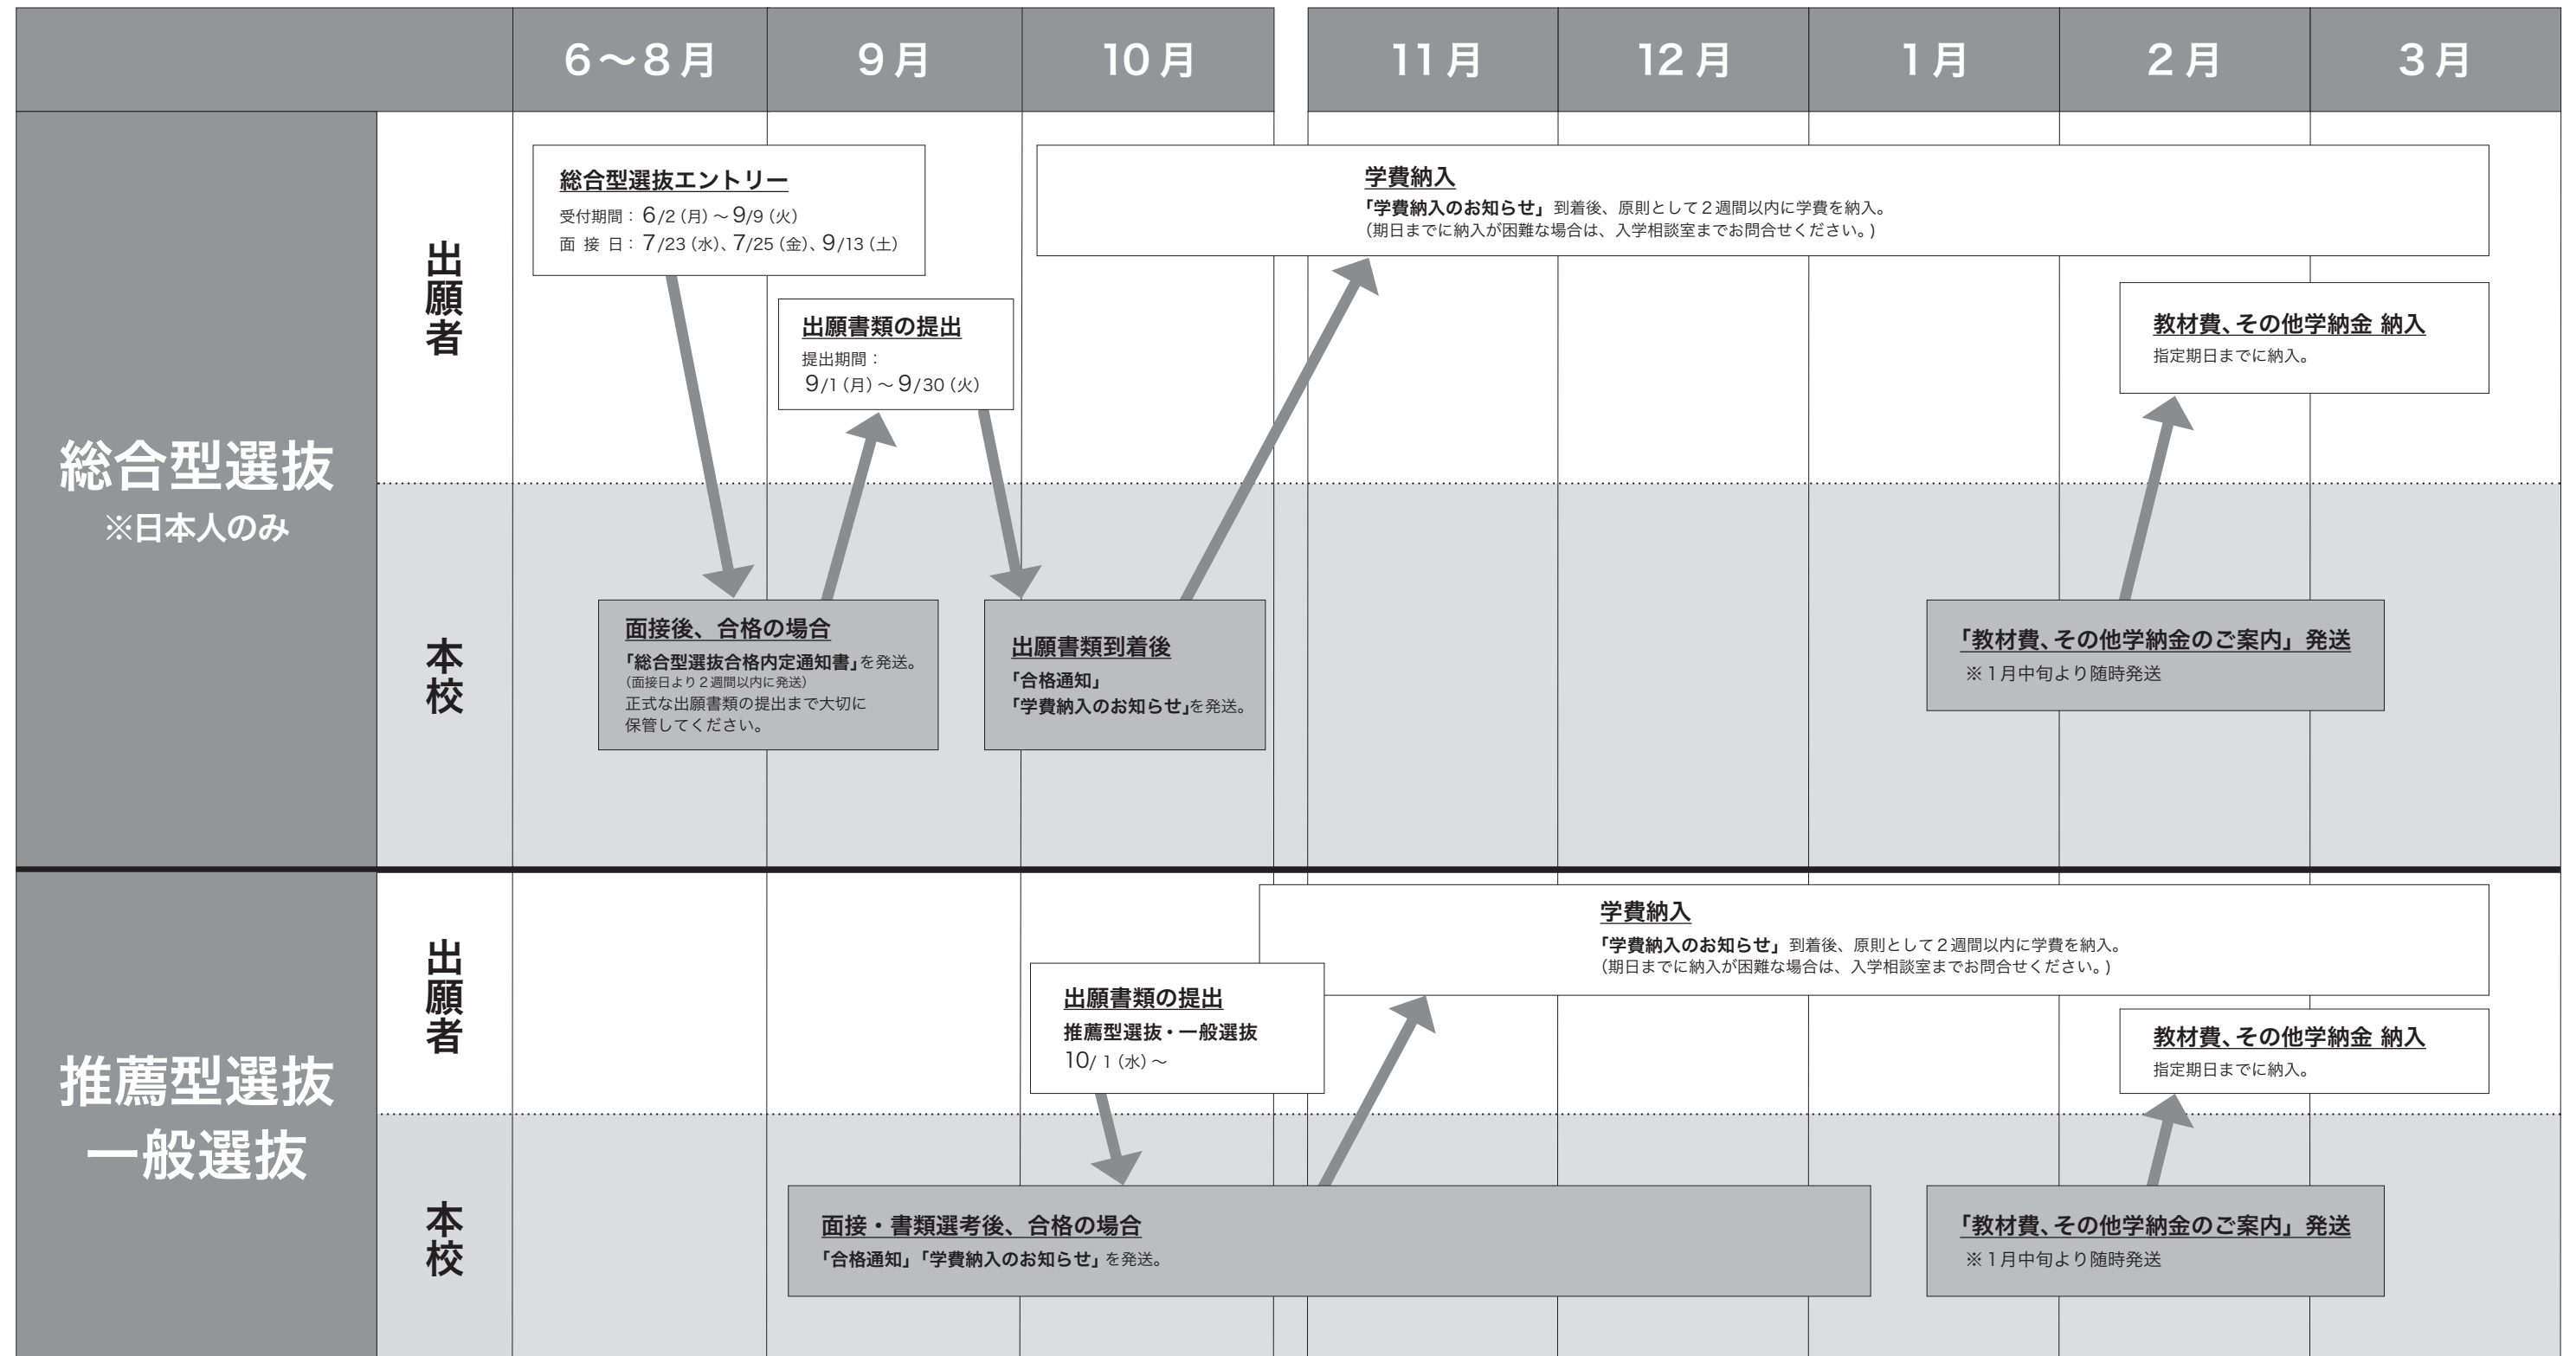 6～8月 9月 10月 11月 12月 1月 2月 3月
総合型選抜
※日本人のみ
出願者
総合型選抜エントリー
受付期間：6/2（月）～9/9（火）
面 接 日：7/23（水）、7/25（金）、9/13（土）
出願書類の提出
提出期間：
9/1（月）～9/30（火）
学費納入
「学費納入のお知らせ」到着後、原則として２週間以内に学費を納入。
（期日までに納入が困難な場合は、入学相談室までお問合せください。）
教材費、その他学納金 納入
指定期日までに納入。
本校
面接後、合格の場合
「総合型選抜合格内定通知書」を発送。
（面接日より２週間以内に発送）
正式な出願書類の提出まで大切に
保管してください。
出願書類到着後
「合格通知」
「学費納入のお知らせ」を発送。
「教材費、その他学納金のご案内」発送
※１月中旬より随時発送
推薦型選抜
一般選抜
出願者
学費納入
「学費納入のお知らせ」到着後、原則として２週間以内に学費を納入。
（期日までに納入が困難な場合は、入学相談室までお問合せください。）
出願書類の提出
推薦型選抜・一般選抜
10/ 1（水）～
教材費、その他学納金 納入
指定期日までに納入。
本校
面接・書類選考後、合格の場合
「合格通知」「学費納入のお知らせ」を発送。
「教材費、その他学納金のご案内」発送
※１月中旬より随時発送